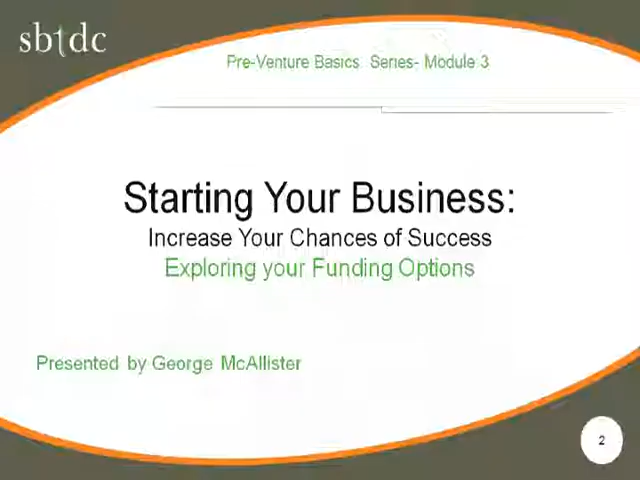 sbtdc
Pre-Venture Basics Series- Module 3
Starting Your Business:
Increase Your Chances of Success
Exploring your Funding Options
Presented by George McAllister
2